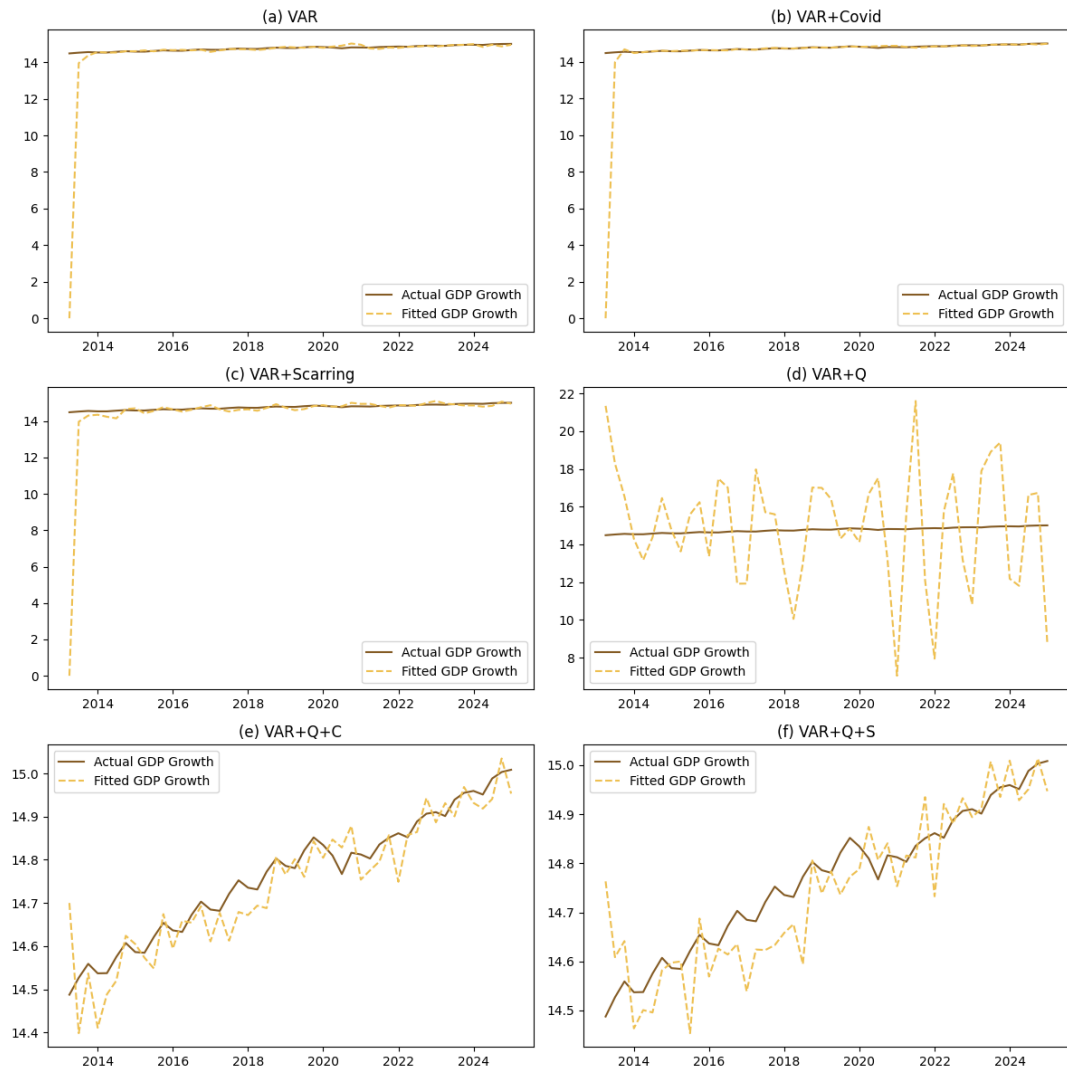 (a) VAR
14
12
10
8
6
4
2
0
Actual GDP Growth
Fitted GDP Growth
2014 2016 2018 2020 2022 2024
(b) VAR+Covid
14
12
10
8
6
4
2
0
Actual GDP Growth
Fitted GDP Growth
2014 2016 2018 2020 2022 2024
(c) VAR+Scarring
14
12
10
8
6
4
2
0
Actual GDP Growth
Fitted GDP Growth
2014 2016 2018 2020 2022 2024
(d) VAR+Q
22
20
18
16
14
12
10
8
Actual GDP Growth
Fitted GDP Growth
2014 2016 2018 2020 2022 2024
(e) VAR+Q+C
Actual GDP Growth
Fitted GDP Growth
15.0
14.9
14.8
14.7
14.6
14.5
14.4
2014 2016 2018 2020 2022 2024
(f) VAR+Q+S
Actual GDP Growth
Fitted GDP Growth
15.0
14.9
14.8
14.7
14.6
14.5
2014 2016 2018 2020 2022 2024